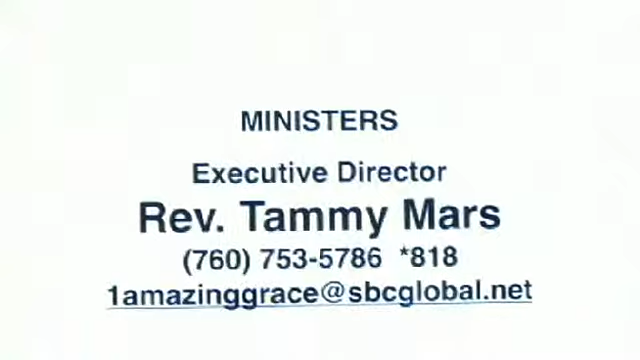 MINISTERS
Executive Director
Rev. Tammy Mars
(760) 753-5786 *818
1amazinggrace@sbcglobal.net